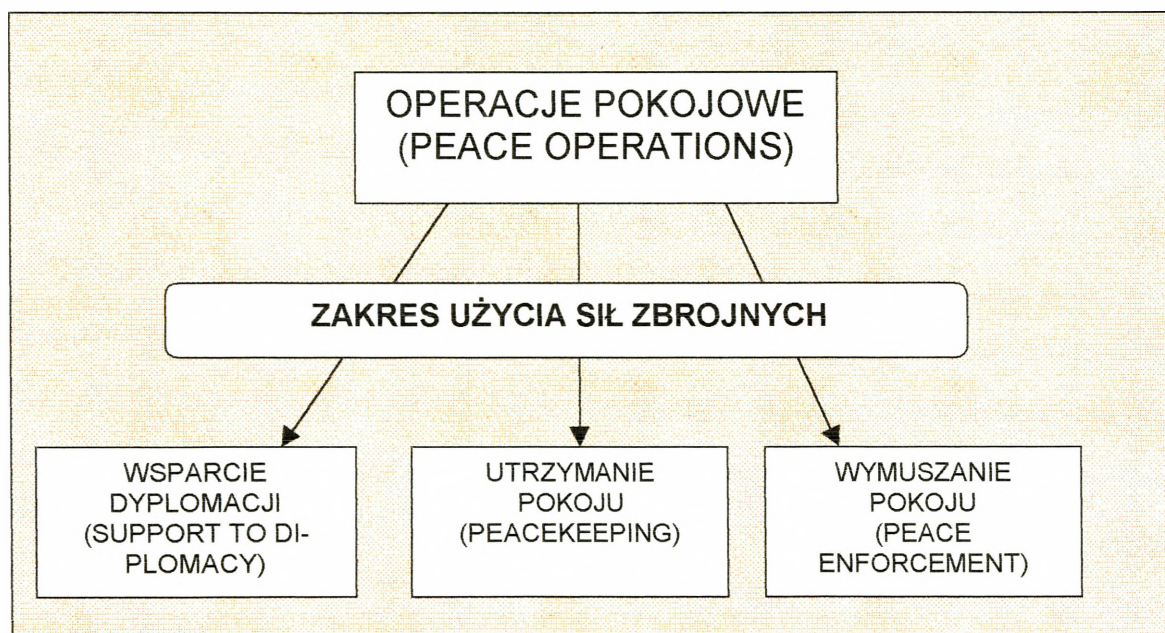 OPERACJE POKOJOWE
(PEACE OPERATIONS)
ZAKRES UŻYCIA SIŁ ZBROJNYCH
WSPARCIE
DYPLOMACJI
(SUPPORT TO DI-
PLOMACY)
UTRZYMANIE
POKOJU
(PEACEKEEPING)
WYMUSZANIE
POKOJU
(PEACE
ENFORCEMENT)